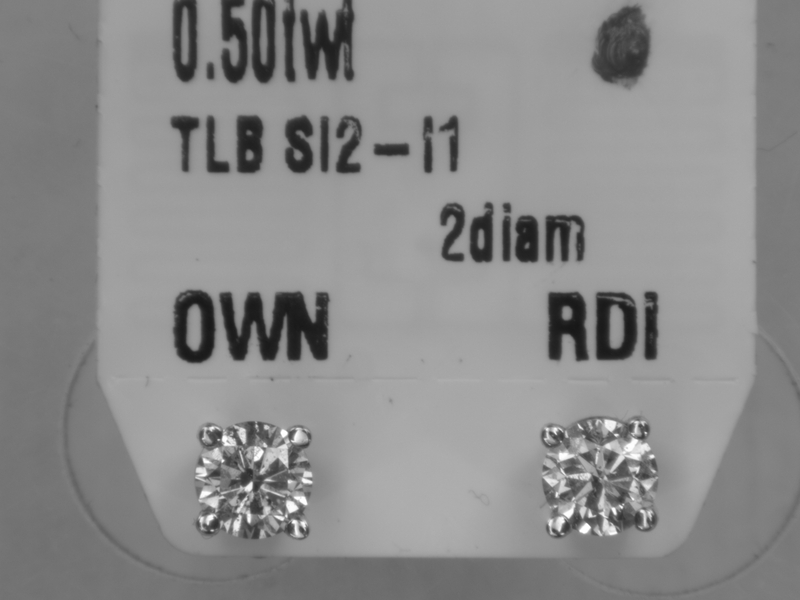 0.50twt
TLB SI2-I1
2diam
OWN RDI